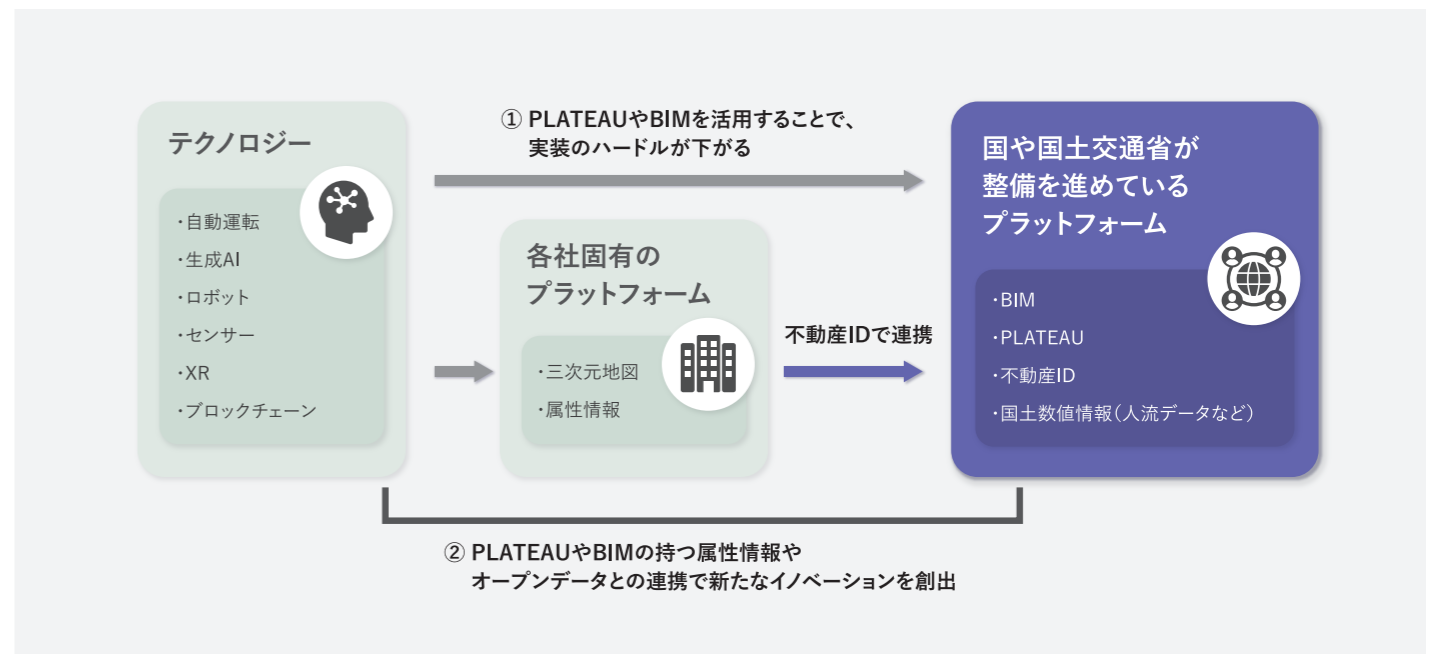 テクノロジー
・自動運転
・生成AI
・ロボット
・センサー
・XR
・ブロックチェーン
① PLATEAUやBIMを活用することで、
実装のハードルが下がる
各社固有の
プラットフォーム
・三次元地図
・属性情報
不動産IDで連携
国や国土交通省が
整備を進めている
プラットフォーム
・BIM
・PLATEAU
・不動産ID
・国土数値情報（人流データなど）
② PLATEAUやBIMの持つ属性情報や
オープンデータとの連携で新たなイノベーションを創出